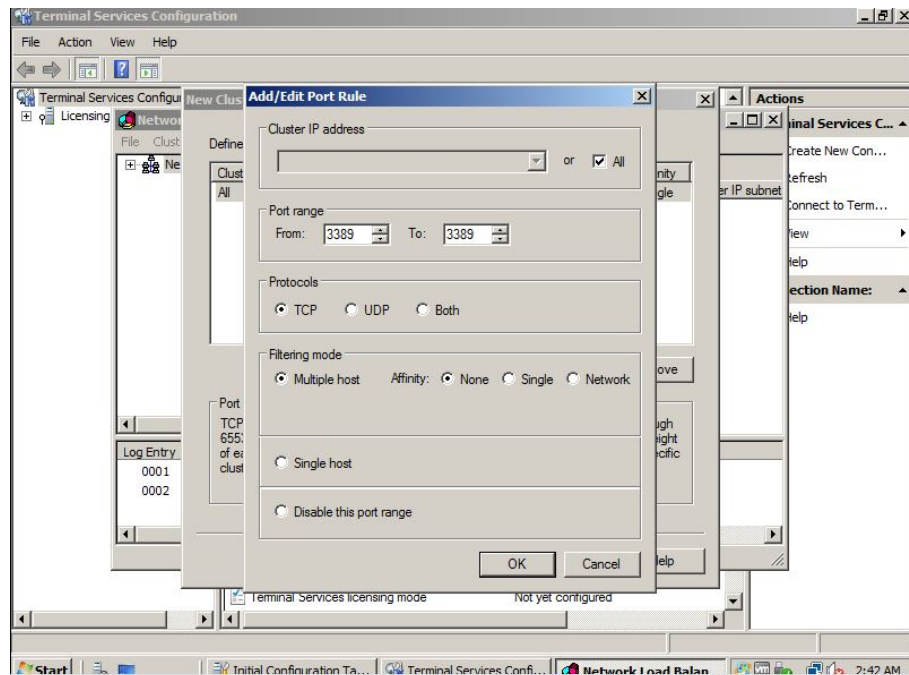 Terminal Services Configuration
File Action View Help
Terminal Serv
Licensing
File Clust
Ne
New Clus
Define
Clust
All
Port
TCP
of ea
clust
Log Entry
0001
0002
Add/Edit Port Rule
Cluster IP address
or All
Port range
From: 3389 To: 3389
Protocols
TCP UDP Both
Filtering mode
Multiple host Affinity: None Single Network
Single host
Disable this port range
OK Cancel
nity
gle
ove
ugh
eight
ecific
Help
er IP subnet
Actions
inal Services C...
Create New Con...
Refresh
Connect to Term...
View
Help
ection Name:
Help
Terminal Services licensing mode Not yet configured
Start Initial Configuration Ta... Terminal Services Confi... Network Load Balan 2:42 AM